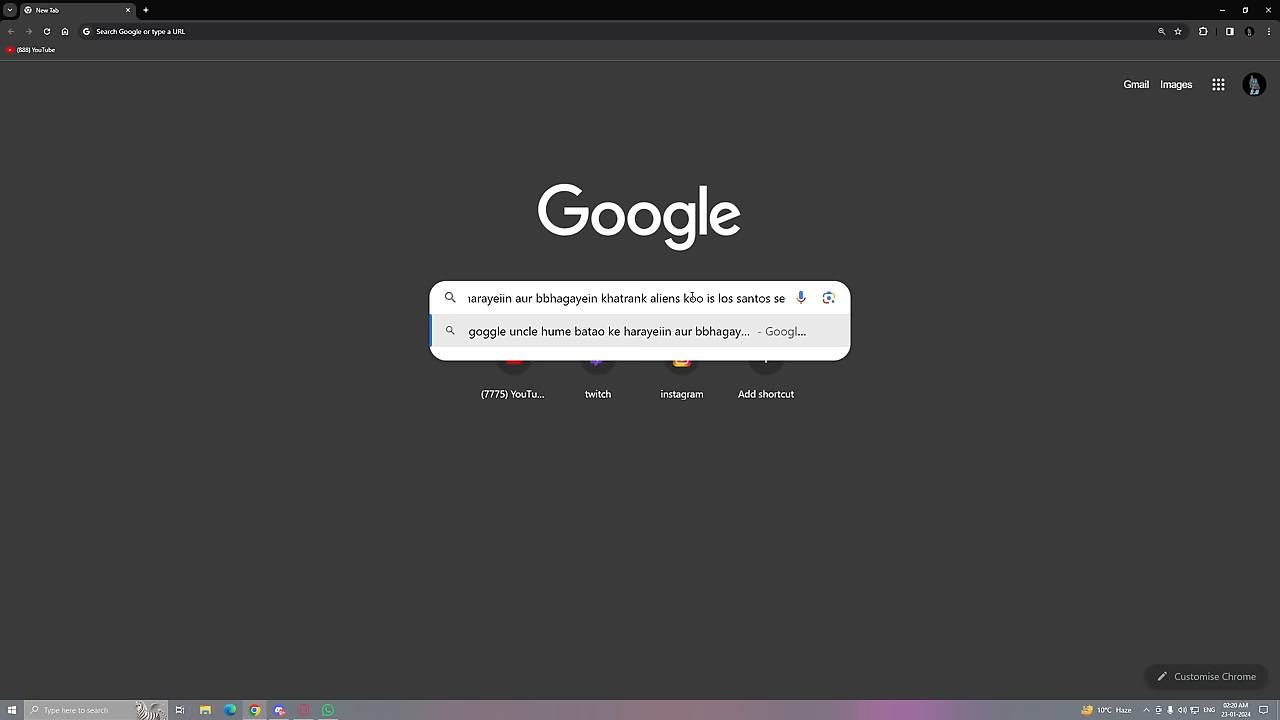 New Tab
Search Google or type a URL
(688) YouTube
Gmail Images
Google
harayeiin aur bbhagayein khatrank aliens koo is los santos se
goggle uncle hume batao ke harayeiin aur bbhagay... - Googl...
(7775) YouTu... twitch instagram Add shortcut
Customise Chrome
Type here to search
10°C Haze
ENG
02:20 AM
23-01-2024